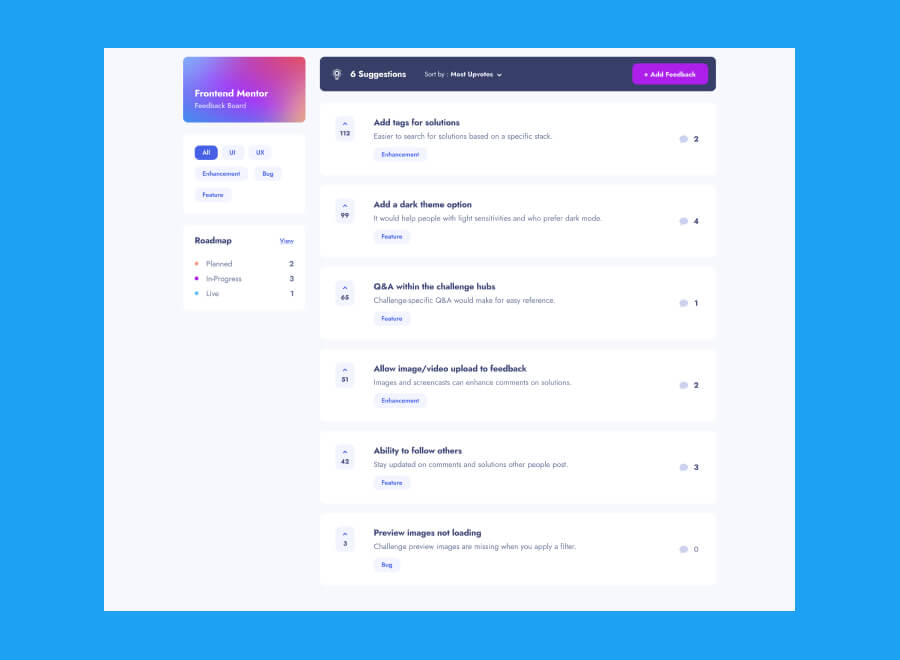 Frontend Mentor
Feedback Board
All UI UX
Enhancement Bug
Feature
Roadmap View
Planned 2
In-Progress 3
Live 1
6 Suggestions Sort by : Most Upvotes + Add Feedback
112
Add tags for solutions
Easier to search for solutions based on a specific stack.
Enhancement
2
99
Add a dark theme option
It would help people with light sensitivities and who prefer dark mode.
Feature
4
65
Q&A within the challenge hubs
Challenge-specific Q&A would make for easy reference.
Feature
1
51
Allow image/video upload to feedback
Images and screencasts can enhance comments on solutions.
Enhancement
2
42
Ability to follow others
Stay updated on comments and solutions other people post.
Feature
3
3
Preview images not loading
Challenge preview images are missing when you apply a filter.
Bug
0